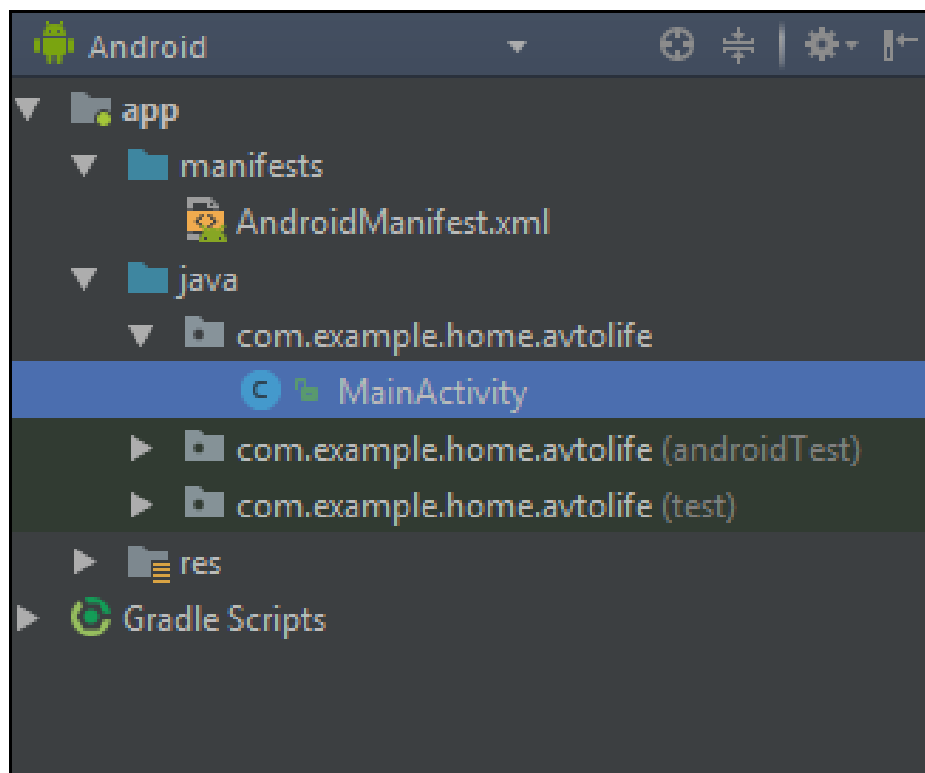 Android
app
manifests
AndroidManifest.xml
java
com.example.home.avtolife
C MainActivity
com.example.home.avtolife (androidTest)
com.example.home.avtolife (test)
res
Gradle Scripts